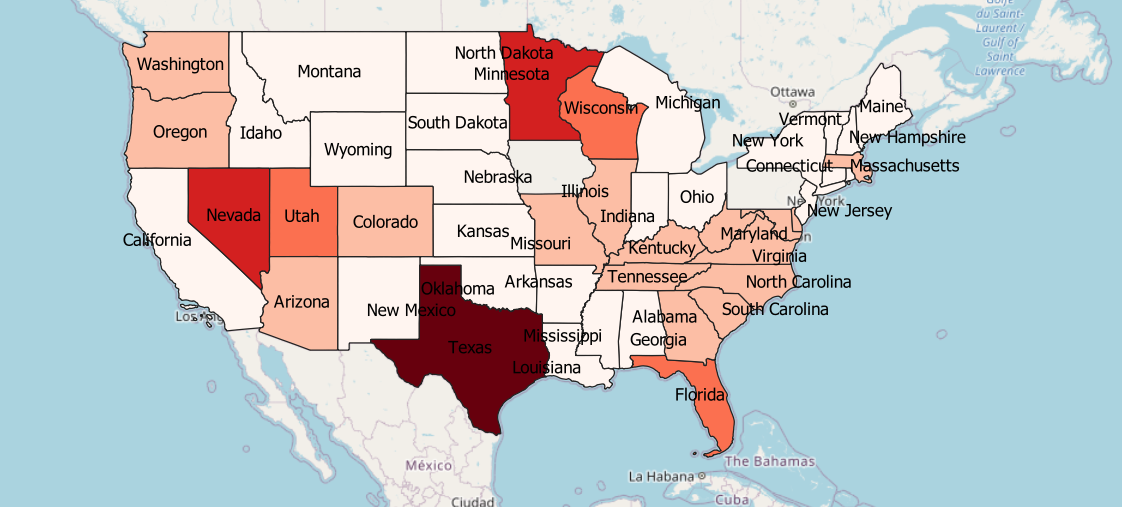 Golfe
du Saint-
Laurent /
Gulf of
Saint
Lawrence
Washington
North Dakota
Montana
Minnesota
Ottawa
Michigan
Wisconsin
Maine
Vermont
South Dakota
Oregon
Idaho
New York
New Hampshire
Wyoming
Connecticut
Massachusetts
Nebraska
Illinois
Ohio
New York
New Jersey
Nevada
Utah
Colorado
Indiana
Kansas
Maryland
California
Missouri
Kentucky
Virginia
Tennessee
Arkansas
North Carolina
Oklahoma
Arizona
New Mexico
South Carolina
Alabama
Mississippi
Georgia
Texas
Louisiana
Florida
The Bahamas
México
La Habana
Cuba
Ciudad